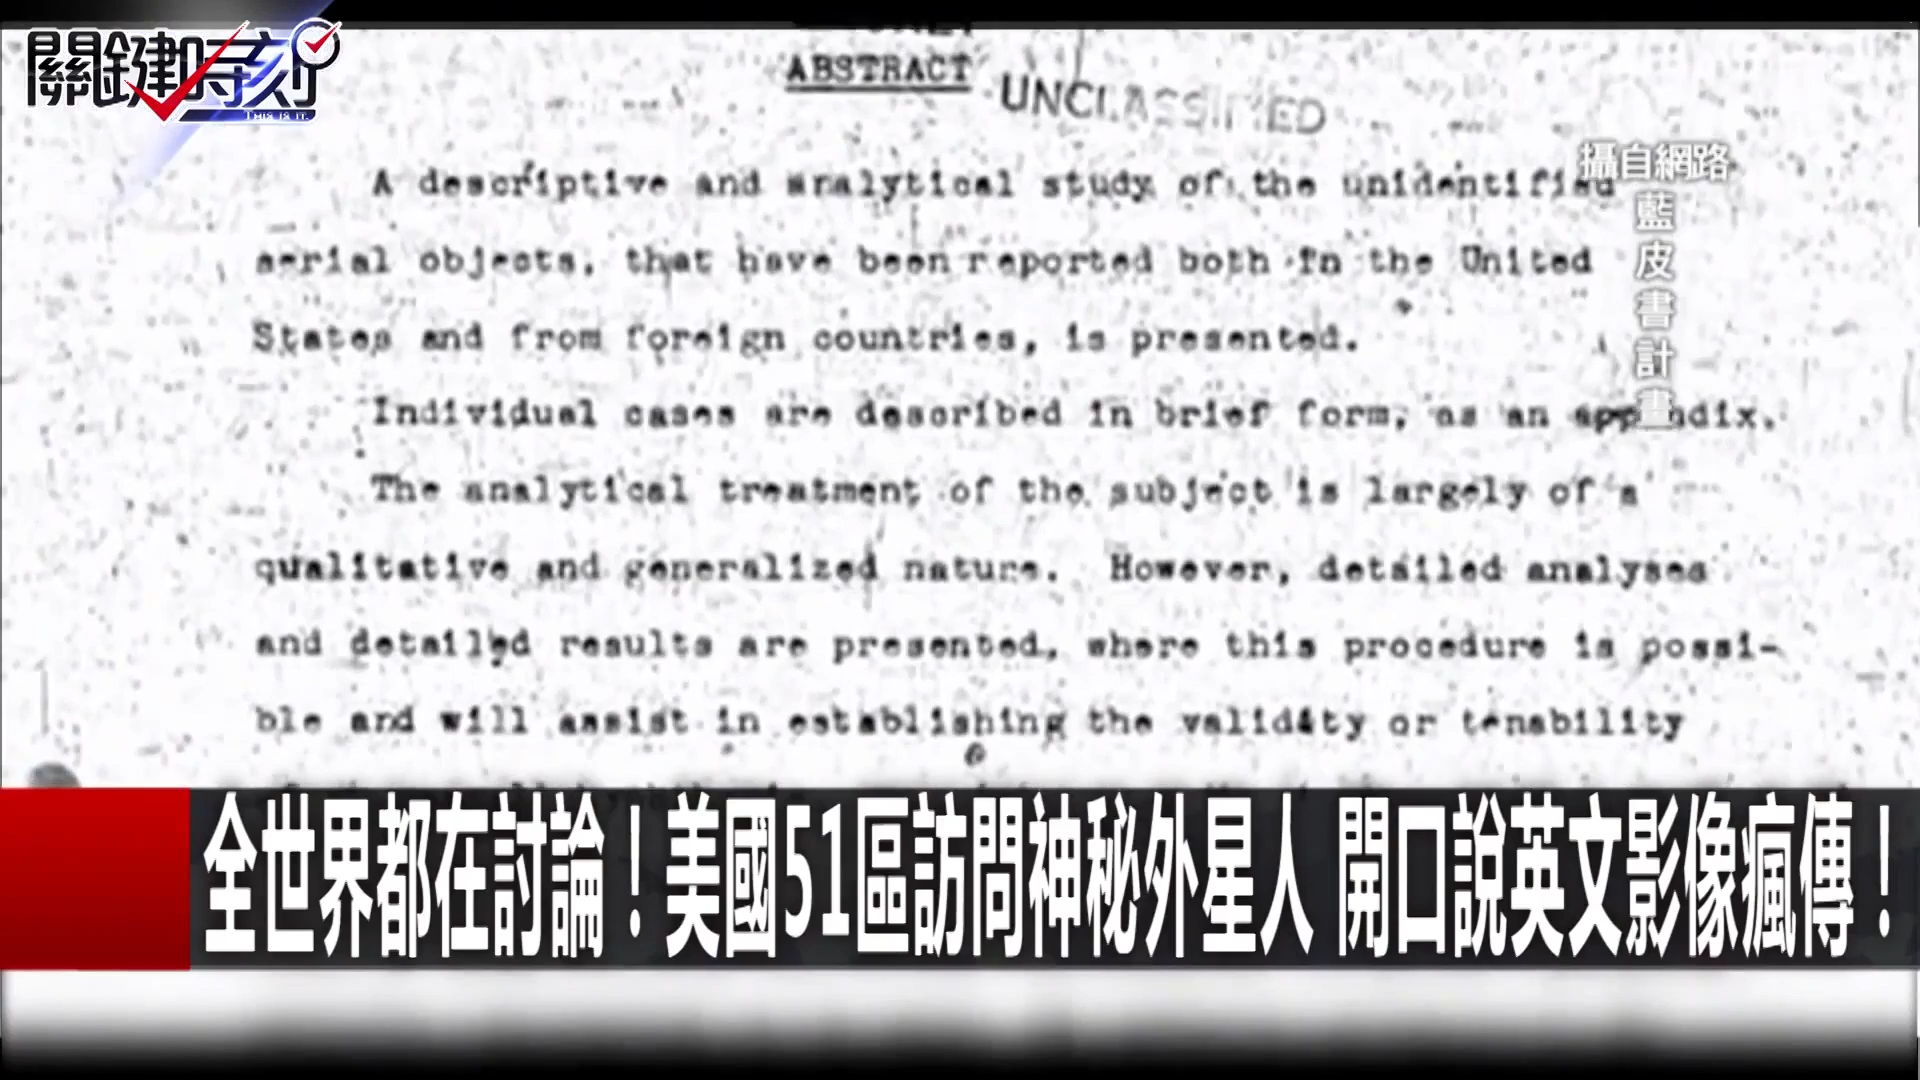 關鍵時刻
THIS IS IT.
ABSTRACT
UNCLASSIFIED
A descriptive and analytical study of the unidentified
aerial objects, that have been reported both in the United
States and from foreign countries, is presented.
Individual cases are described in brief form, as an appendix.
The analytical treatment of the subject is largely of a
qualitative and generalized nature. However, detailed analyses
and detailed results are presented, where this procedure is possi-
ble and will assist in establishing the validity or tenability
攝自網路
藍皮書計畫
全世界都在討論！美國51區訪問神秘外星人 開口說英文影像瘋傳！